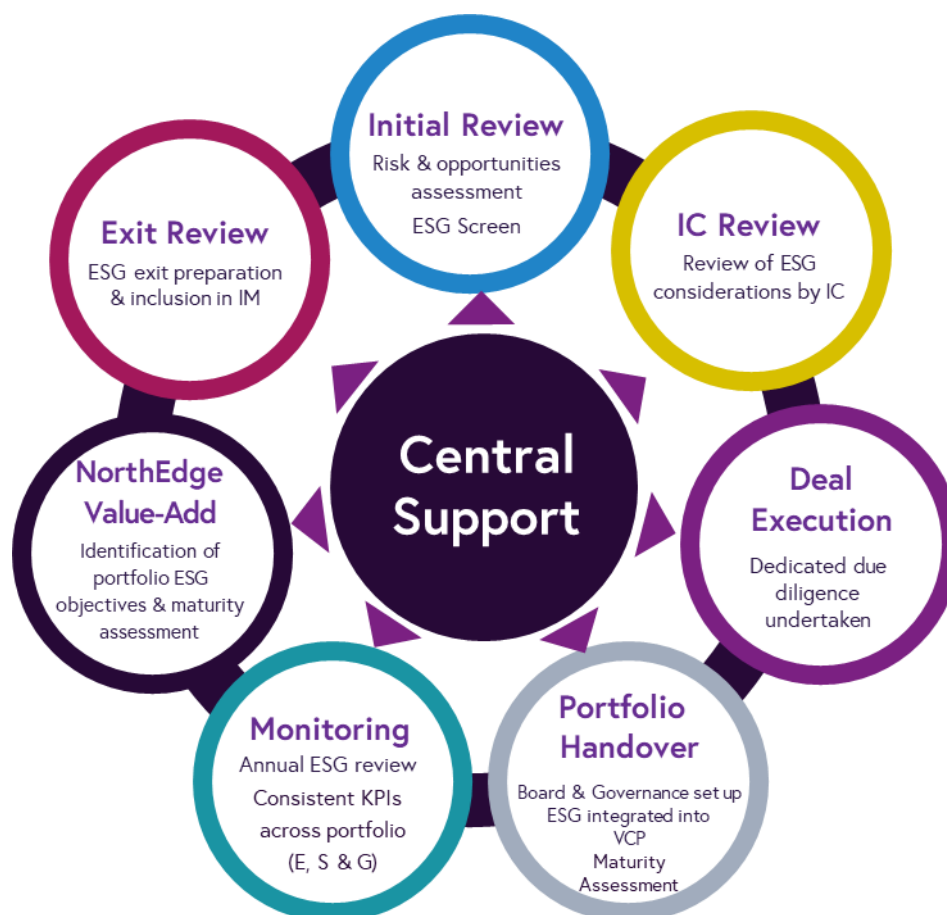 Initial Review
Risk & opportunities
assessment
ESG Screen
IC Review
Review of ESG
considerations by IC
Deal
Execution
Dedicated due
diligence
undertaken
Portfolio
Handover
Board & Governance set up
ESG integrated into
VCP
Maturity
Assessment
Monitoring
Annual ESG review
Consistent KPIs
across portfolio
(E, S & G)
NorthEdge
Value-Add
Identification of
portfolio ESG
objectives & maturity
assessment
Exit Review
ESG exit preparation
& inclusion in IM
Central
Support